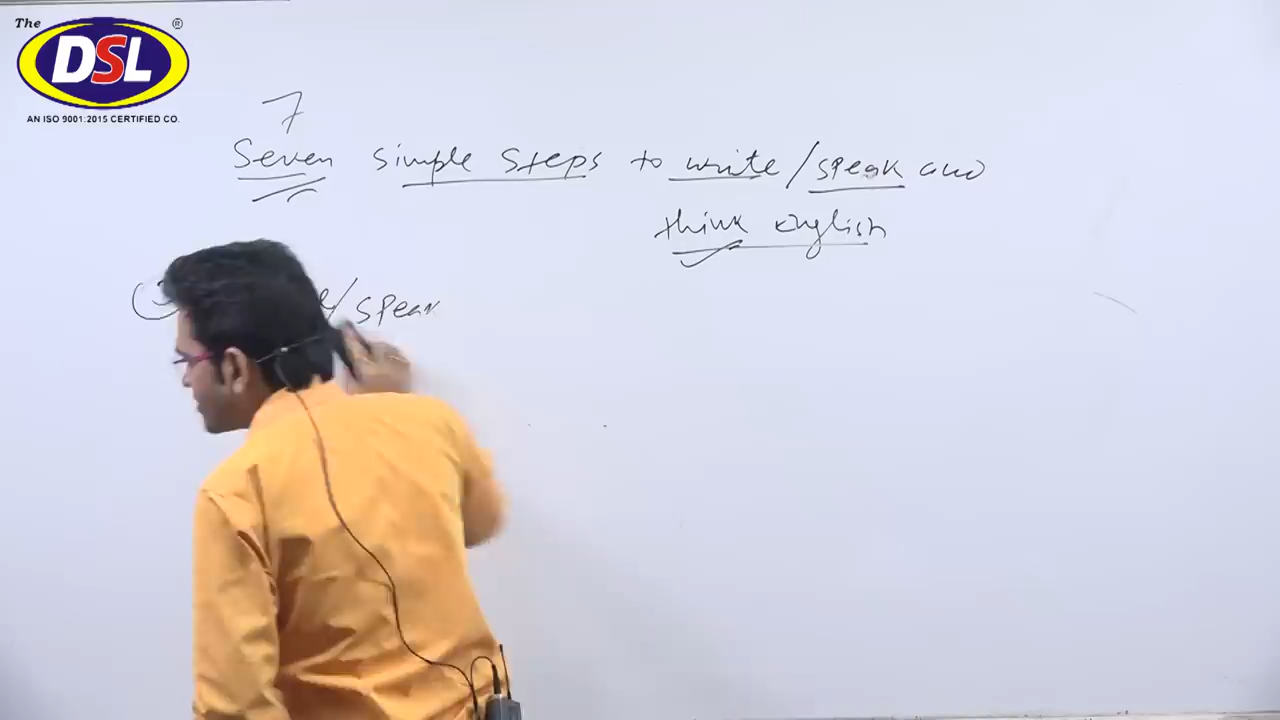 The
DSL
®
AN ISO 9001:2015 CERTIFIED CO.
7
Seven simple steps to write/speak and
think English
/speak